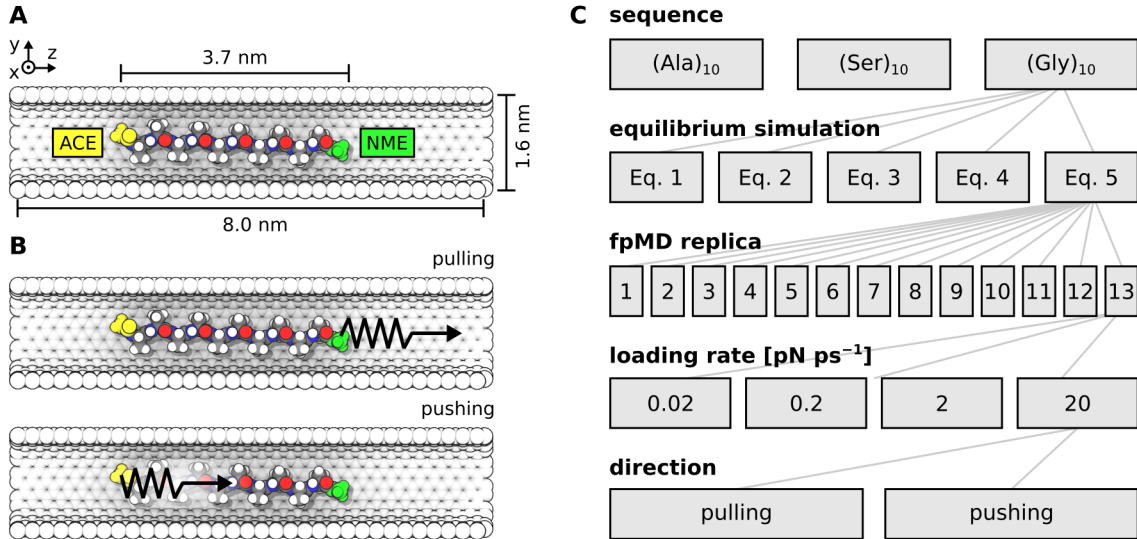 A
y
x
z
3.7 nm
ACE
NME
1.6 nm
8.0 nm
B
pulling
pushing
C
sequence
(Ala)₁₀
(Ser)₁₀
(Gly)₁₀
equilibrium simulation
Eq. 1
Eq. 2
Eq. 3
Eq. 4
Eq. 5
fpMD replica
1
2
3
4
5
6
7
8
9
10
11
12
13
loading rate [pN ps⁻¹]
0.02
0.2
2
20
direction
pulling
pushing